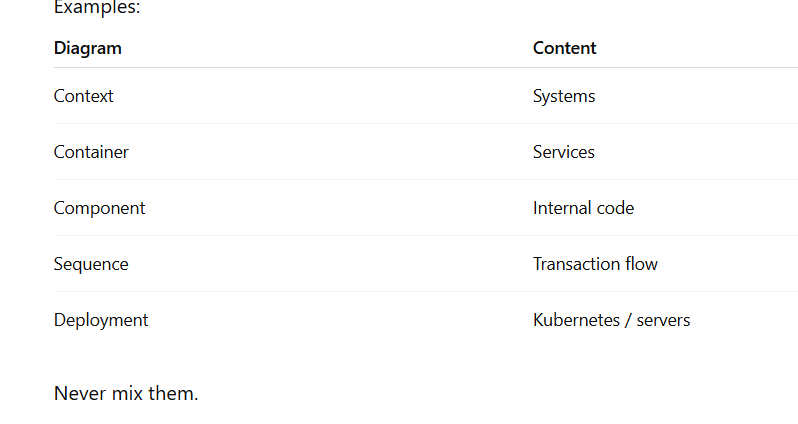 Examples:
Diagram Content
Context Systems
Container Services
Component Internal code
Sequence Transaction flow
Deployment Kubernetes / servers
Never mix them.